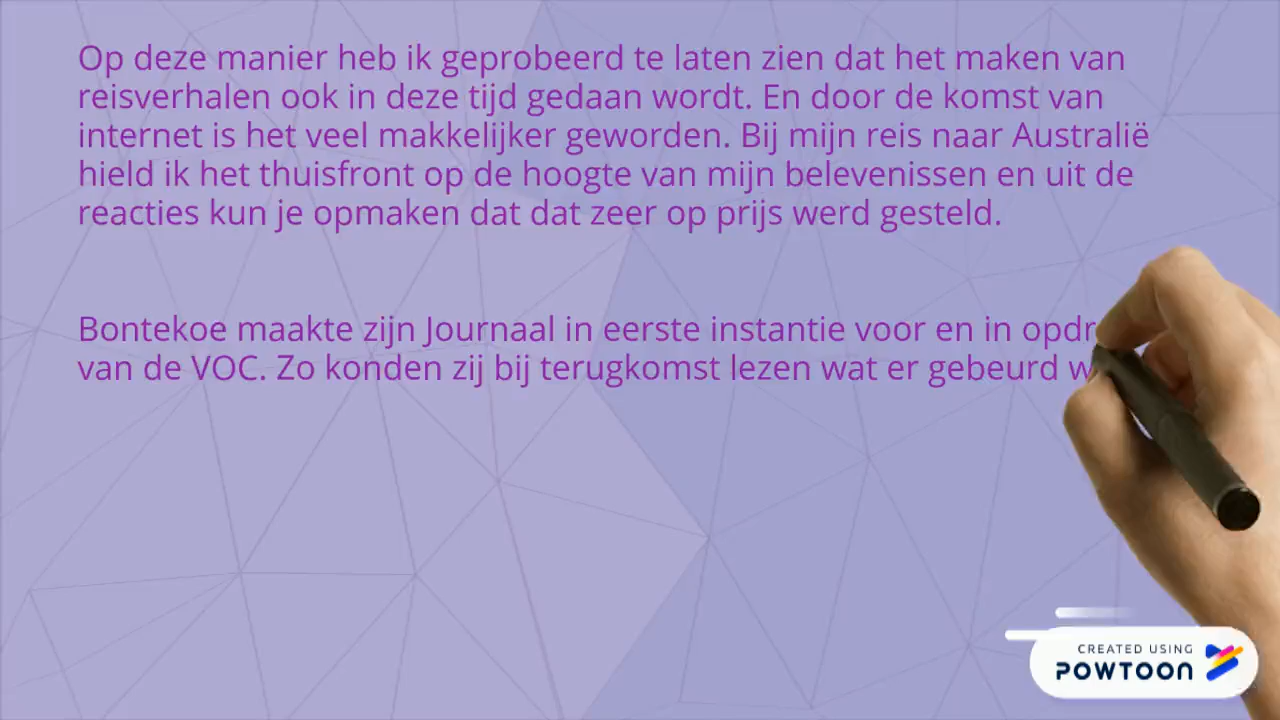 Op deze manier heb ik geprobeerd te laten zien dat het maken van
reisverhalen ook in deze tijd gedaan wordt. En door de komst van
internet is het veel makkelijker geworden. Bij mijn reis naar Australië
hield ik het thuisfront op de hoogte van mijn belevenissen en uit de
reacties kun je opmaken dat dat zeer op prijs werd gesteld.
Bontekoe maakte zijn Journaal in eerste instantie voor en in
van de VOC. Zo konden zij bij terugkomst lezen wat er gebeurd
CREATED USING
POWTOON